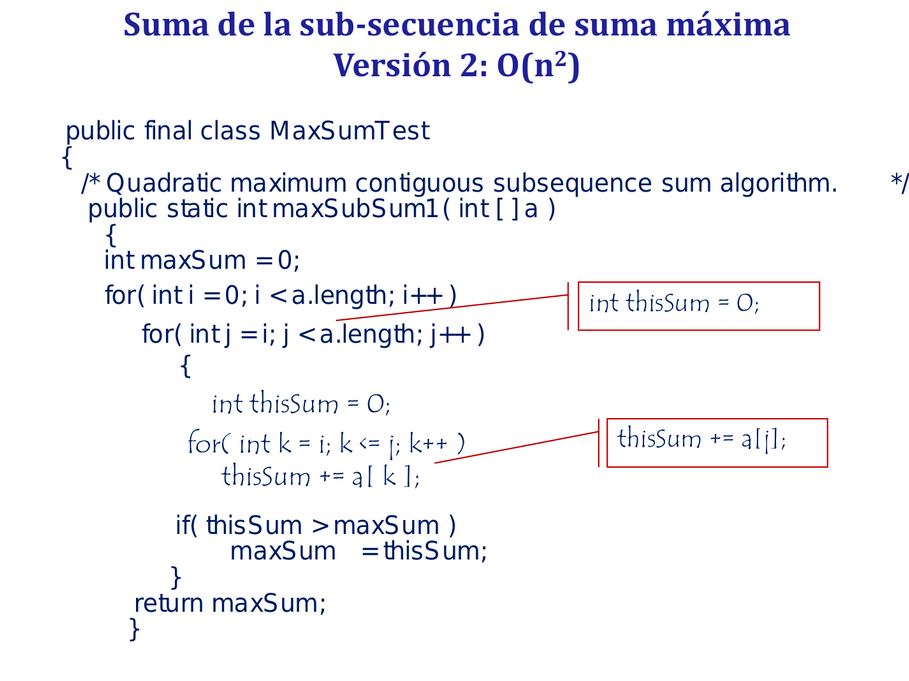 Suma de la sub-secuencia de suma máxima
Versión 2: O(n²)
public final class MaxSumTest
{
/* Quadratic maximum contiguous subsequence sum algorithm. */
public static int maxSubSum1 ( int [ ] a )
{
int maxSum = 0;
for( int i = 0; i < a.length; i++ )
int thisSum = 0;
for( int j = i; j < a.length; j++ )
{
int thisSum = 0;
for( int k = i; k <= j; k++ )
thisSum += a[j];
thisSum += a[ k ];
if( thisSum > maxSum )
maxSum = thisSum;
}
return maxSum;
}